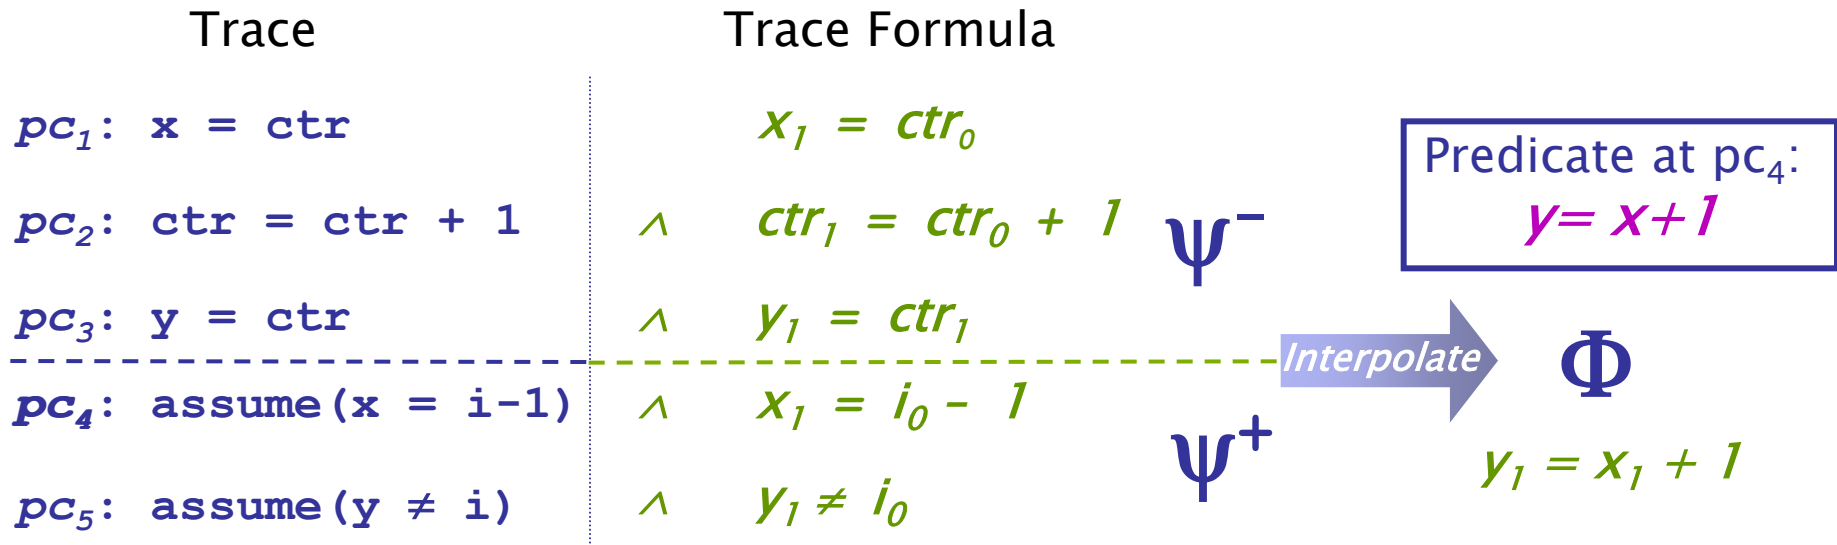 Trace Trace Formula
pc₁: x = ctr x₁ = ctr₀
Predicate at pc₄:
y= x+1
pc₂: ctr = ctr + 1 ∧ ctr₁ = ctr₀ + 1 ψ⁻
pc₃: y = ctr ∧ y₁ = ctr₁
Interpolate Φ
pc₄: assume(x = i-1) ∧ x₁ = i₀ - 1
ψ⁺ y₁ = x₁ + 1
pc₅: assume(y ≠ i) ∧ y₁ ≠ i₀